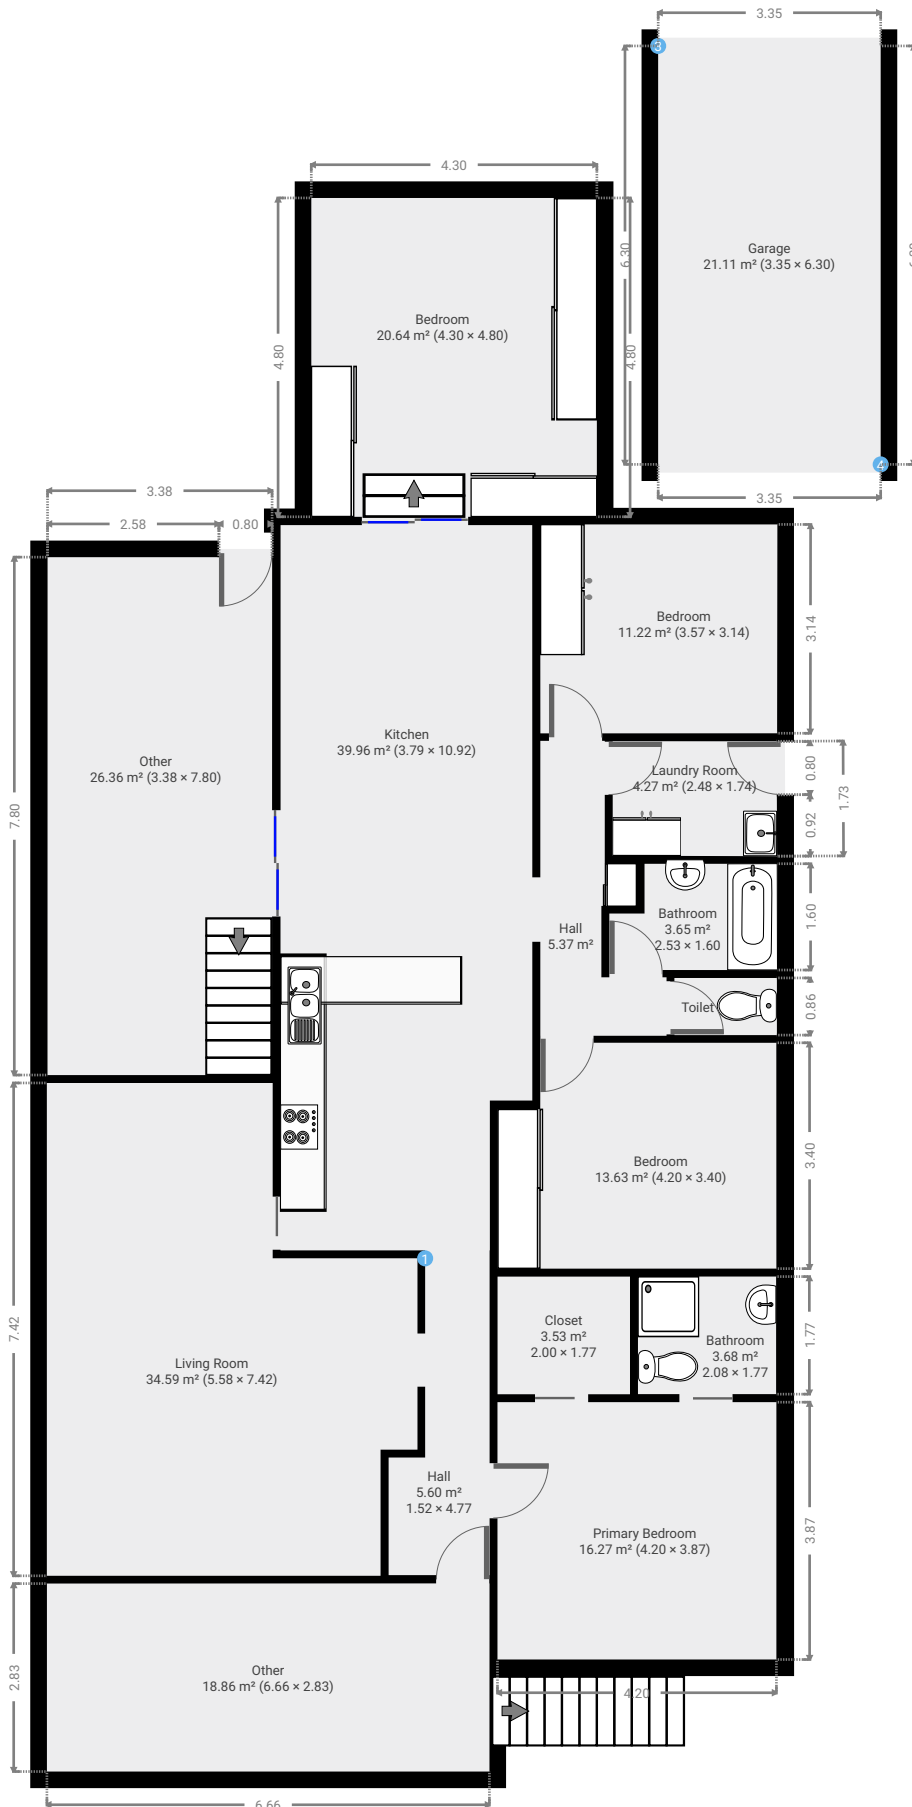 3.35
3
4.30
6.30
Garage
21.11 m² (3.35 × 6.30)
Bedroom
20.64 m² (4.30 × 4.80)
4.80
4.80
4
3.35
3.38
2.58
0.80
Bedroom
11.22 m² (3.57 × 3.14)
3.14
Kitchen
39.96 m² (3.79 × 10.92)
Other
26.36 m² (3.38 × 7.80)
Laundry Room
4.27 m² (2.48 × 1.74)
0.80
1.73
7.80
0.92
Bathroom
3.65 m²
2.53 × 1.60
1.60
Hall
5.37 m²
Toilet
0.86
Bedroom
13.63 m² (4.20 × 3.40)
3.40
1
Closet
3.53 m²
2.00 × 1.77
Bathroom
3.68 m²
2.08 × 1.77
1.77
7.42
Living Room
34.59 m² (5.58 × 7.42)
Hall
5.60 m²
1.52 × 4.77
Primary Bedroom
16.27 m² (4.20 × 3.87)
3.87
Other
18.86 m² (6.66 × 2.83)
2.83
4.20
6.66